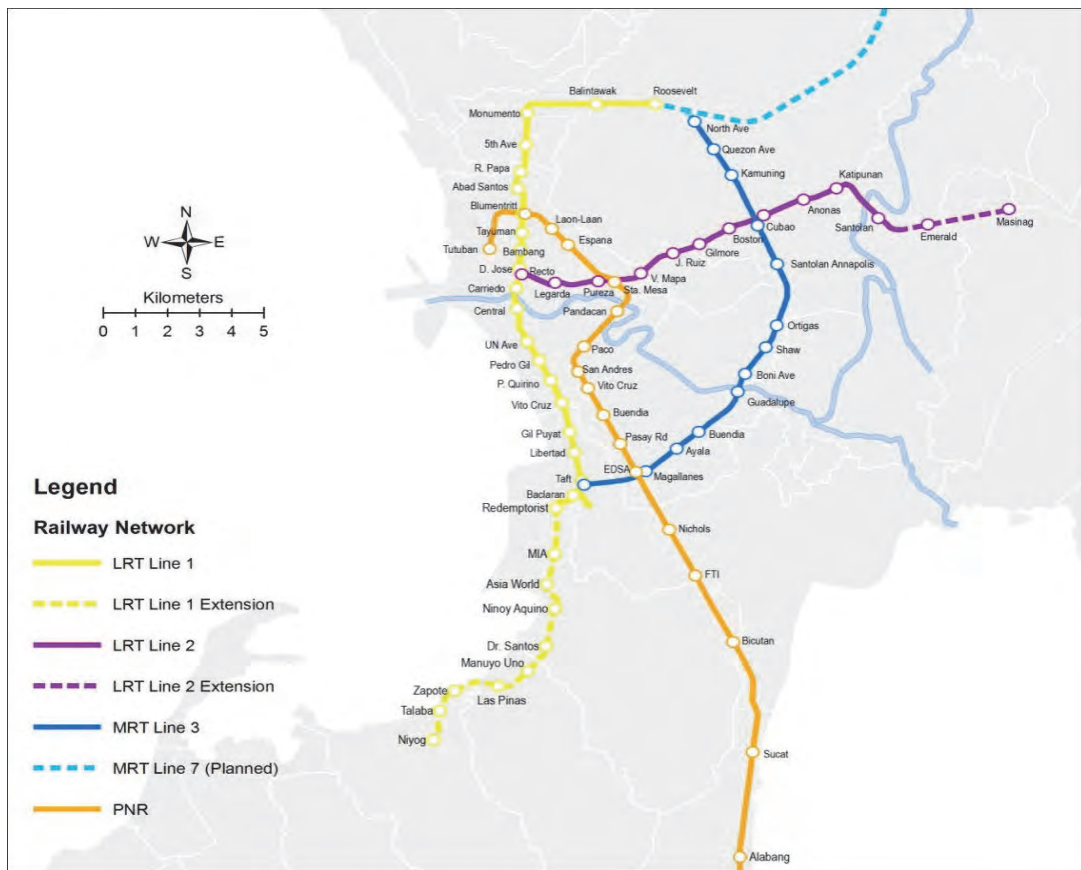 Balintawak
Roosevelt
Monumento
North Ave
5th Ave
Quezon Ave
R. Papa
Kamuning
Abad Santos
Katipunan
Blumentritt
Laon-Laan
Anonas
Tayuman
Espana
Boston
Cubao
Santolan
Emerald
Masinag
Tutuban
Bambang
Gilmore
J. Ruiz
Santolan Annapolis
D. Jose
Recto
V. Mapa
Carriedo
Legarda
Pureza
Sta. Mesa
Central
Pandacan
Ortigas
UN Ave
Paco
Shaw
Pedro Gil
San Andres
Boni Ave
P. Quirino
Vito Cruz
Guadalupe
Vito Cruz
Buendia
Gil Puyat
Pasay Rd
Buendia
Libertad
Ayala
Taft
EDSA
Magallanes
Baclaran
Redemptorist
Nichols
MIA
FTI
Asia World
Ninoy Aquino
Dr. Santos
Bicutan
Manuyo Uno
Zapote
Las Pinas
Talaba
Niyog
Sucat
Alabang
N
W
E
S
Kilometers
0 1 2 3 4 5
Legend
Railway Network
LRT Line 1
LRT Line 1 Extension
LRT Line 2
LRT Line 2 Extension
MRT Line 3
MRT Line 7 (Planned)
PNR